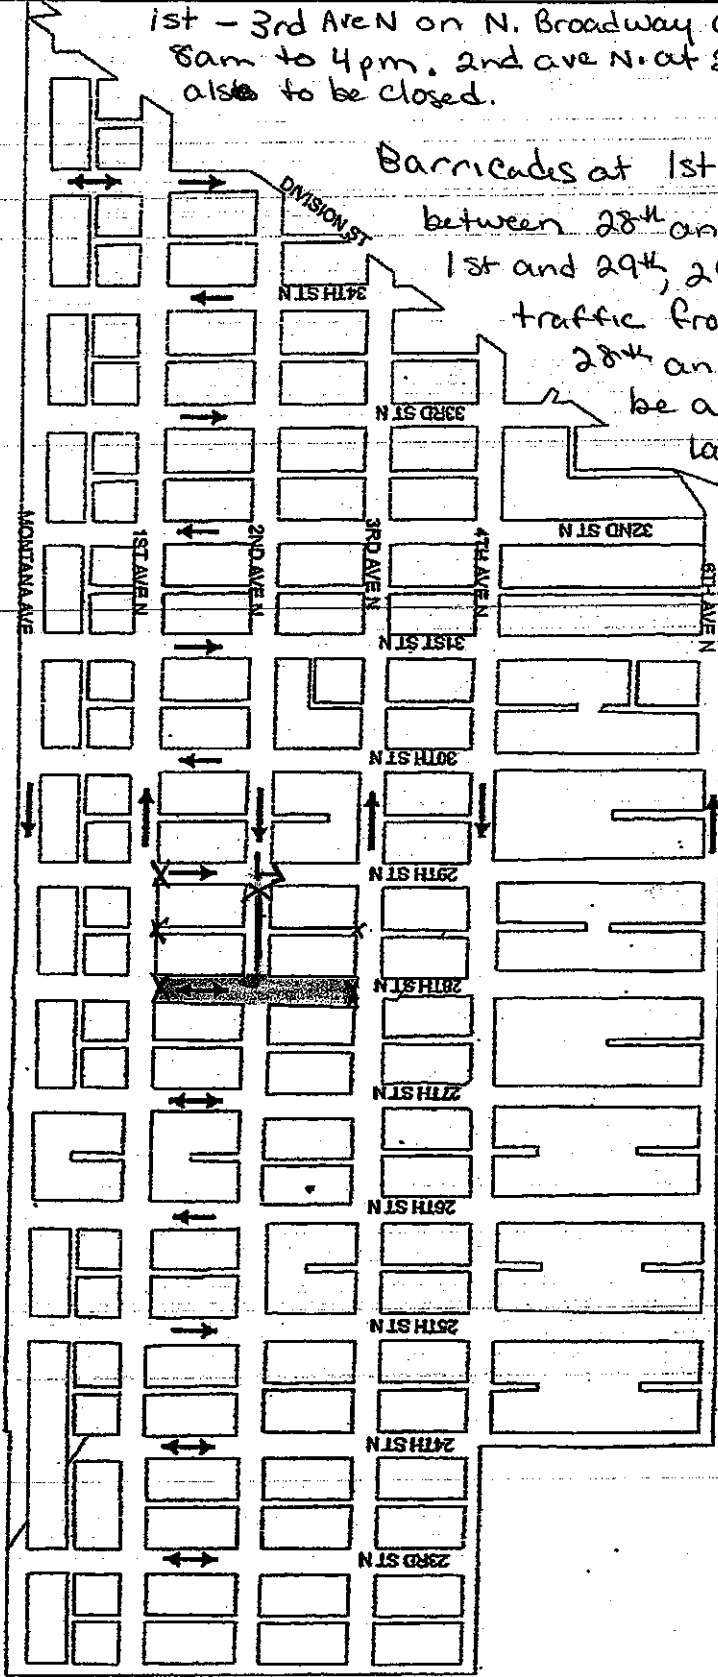 1st - 3rd Ave N on N. Broadway
8am to 4pm. 2nd ave N. at
also to be closed.
Barricades at 1st
between 28th
1st and 29th,
traffic
28th
be
DIVISION ST
34TH ST N
33RD ST N
32ND ST N
MONTANA AVE
1ST AVE N
2ND AVE N
3RD AVE N
4TH AVE N
6TH AVE N
31ST ST N
30TH ST N
29TH ST N
28TH ST N
27TH ST N
26TH ST N
25TH ST N
24TH ST N
23RD ST N